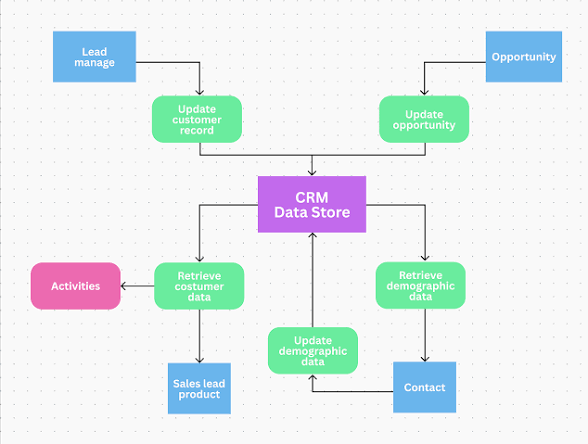 Lead
manage
Opportunity
Update
customer
record
Update
opportunity
CRM
Data Store
Activities
Retrieve
costumer
data
Retrieve
demographic
data
Update
demographic
data
Sales lead
product
Contact